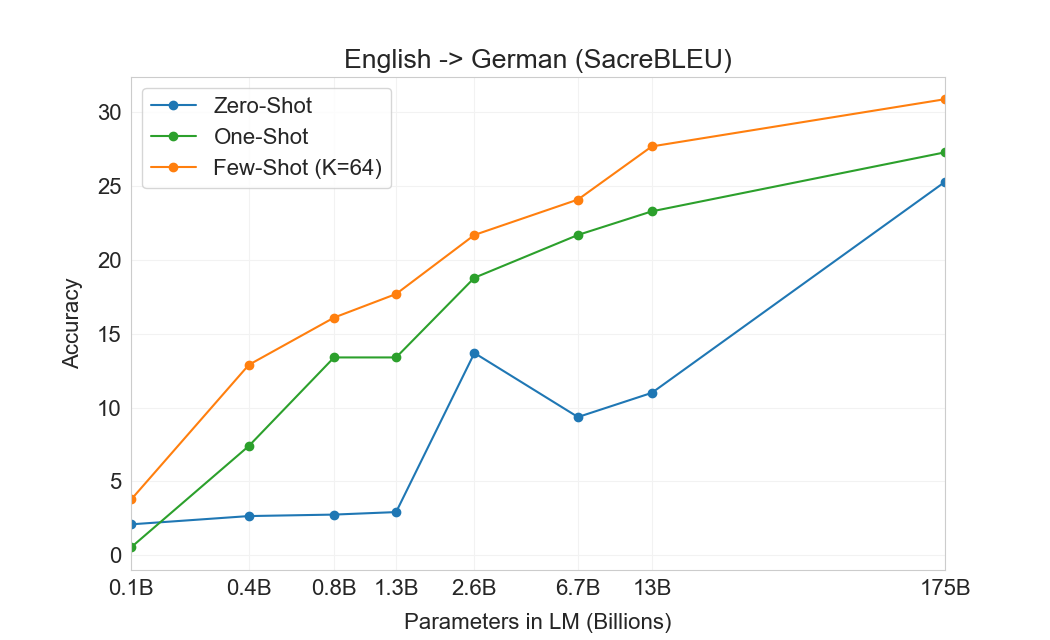 English -> German (SacreBLEU)
Zero-Shot
One-Shot
Few-Shot (K=64)
Accuracy
30
25
20
15
10
5
0
0.1B 0.4B 0.8B 1.3B 2.6B 6.7B 13B 175B
Parameters in LM (Billions)